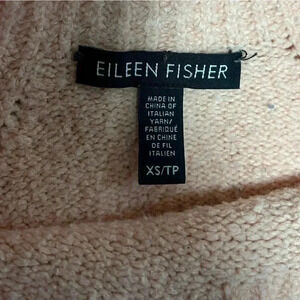 EILEEN FISHER
MADE IN
CHINA OF
ITALIAN
YARN/
FABRIQUÉ
EN CHINE
DE FIL
ITALIEN
XS/TP